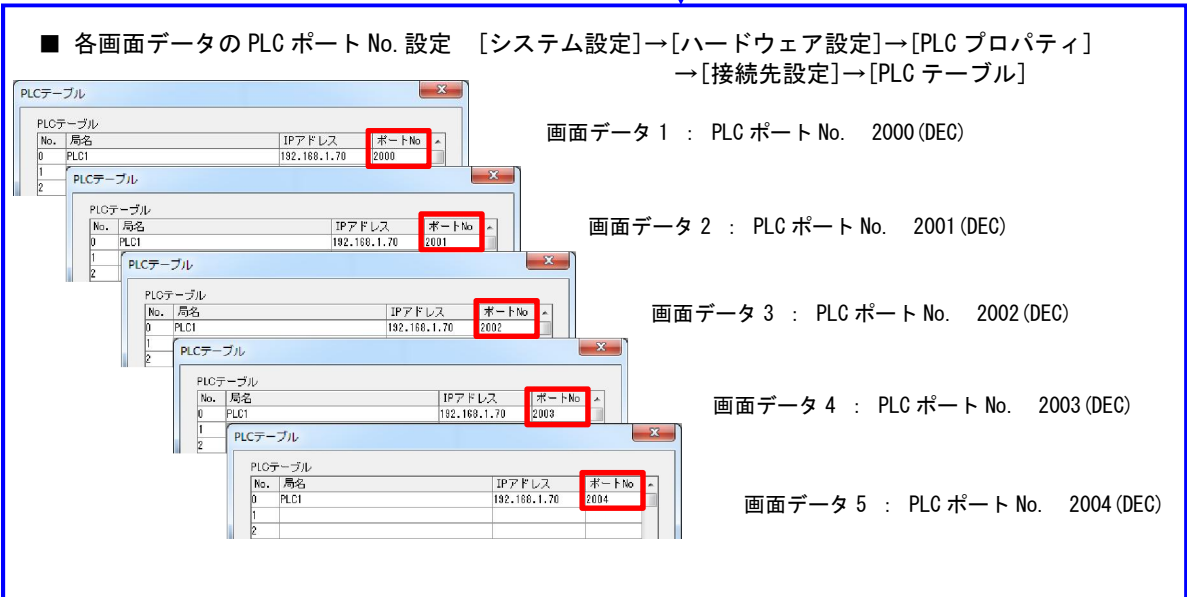 ■ 各画面データの PLC ポート No. 設定　[システム設定]→[ハードウェア設定]→[PLC プロパティ]
→[接続先設定]→[PLC テーブル]
PLCテーブル
PLCテーブル
No. 局名 IPアドレス ポートNo
0 PLC1 192.168.1.70 2000
1
2
画面データ 1 ： PLC ポート No. 2000(DEC)
PLCテーブル
PLCテーブル
No. 局名 IPアドレス ポートNo
0 PLC1 192.168.1.70 2001
1
2
画面データ 2 ： PLC ポート No. 2001(DEC)
PLCテーブル
PLCテーブル
No. 局名 IPアドレス ポートNo
0 PLC1 192.168.1.70 2002
1
2
画面データ 3 ： PLC ポート No. 2002(DEC)
PLCテーブル
PLCテーブル
No. 局名 IPアドレス ポートNo
0 PLC1 192.168.1.70 2003
1
2
画面データ 4 ： PLC ポート No. 2003(DEC)
PLCテーブル
PLCテーブル
No. 局名 IPアドレス ポートNo
0 PLC1 192.168.1.70 2004
1
2
画面データ 5 ： PLC ポート No. 2004(DEC)